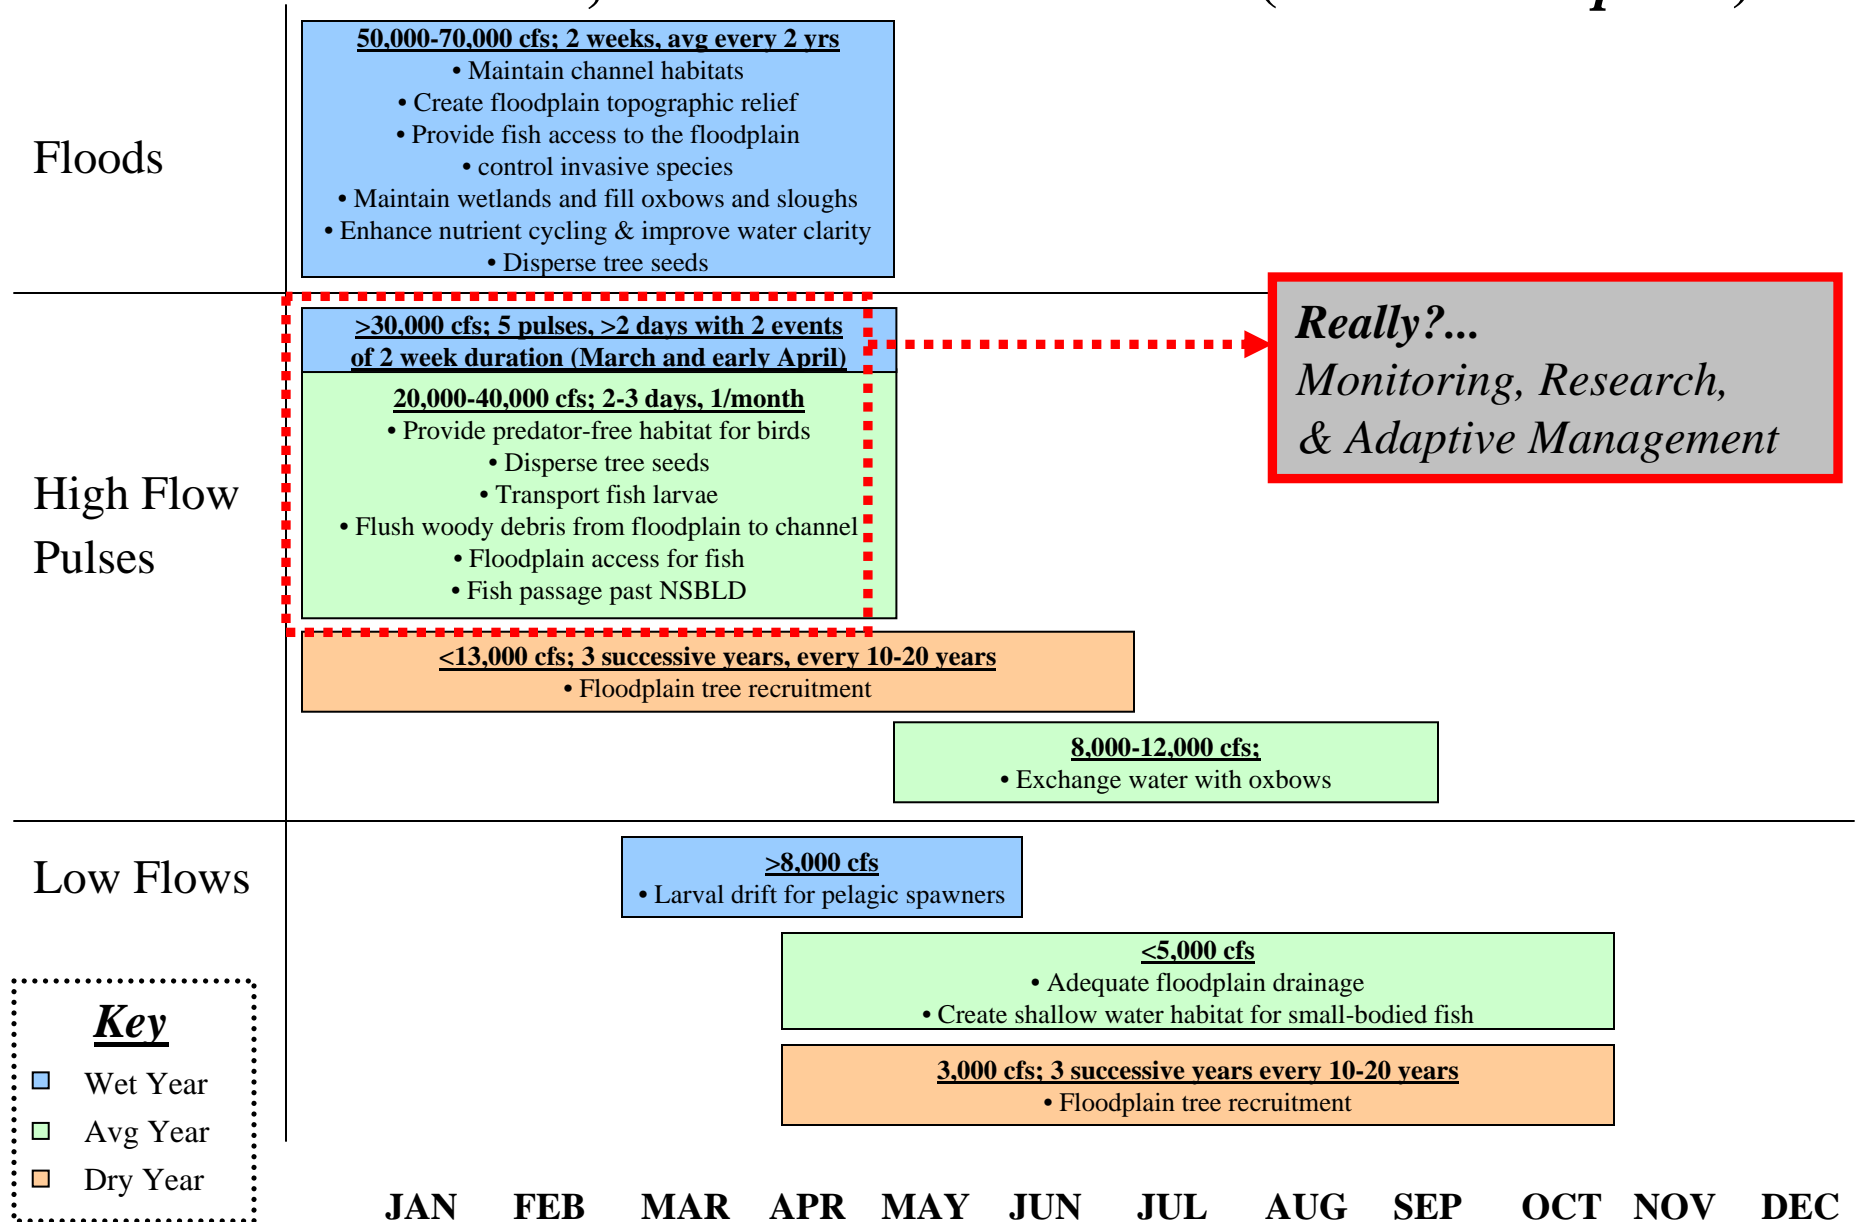 Floods
50,000-70,000 cfs; 2 weeks, avg every 2 yrs
• Maintain channel habitats
• Create floodplain topographic relief
• Provide fish access to the floodplain
• control invasive species
• Maintain wetlands and fill oxbows and sloughs
• Enhance nutrient cycling & improve water clarity
• Disperse tree seeds
High Flow
Pulses
>30,000 cfs; 5 pulses, >2 days with 2 events
of 2 week duration (March and early April)
20,000-40,000 cfs; 2-3 days, 1/month
• Provide predator-free habitat for birds
• Disperse tree seeds
• Transport fish larvae
• Flush woody debris from floodplain to channel
• Floodplain access for fish
• Fish passage past NSBLD
Really?...
Monitoring, Research,
& Adaptive Management
<13,000 cfs; 3 successive years, every 10-20 years
• Floodplain tree recruitment
8,000-12,000 cfs;
• Exchange water with oxbows
Low Flows
>8,000 cfs
• Larval drift for pelagic spawners
<5,000 cfs
• Adequate floodplain drainage
• Create shallow water habitat for small-bodied fish
3,000 cfs; 3 successive years every 10-20 years
• Floodplain tree recruitment
Key
Wet Year
Avg Year
Dry Year
JAN FEB MAR APR MAY JUN JUL AUG SEP OCT NOV DEC